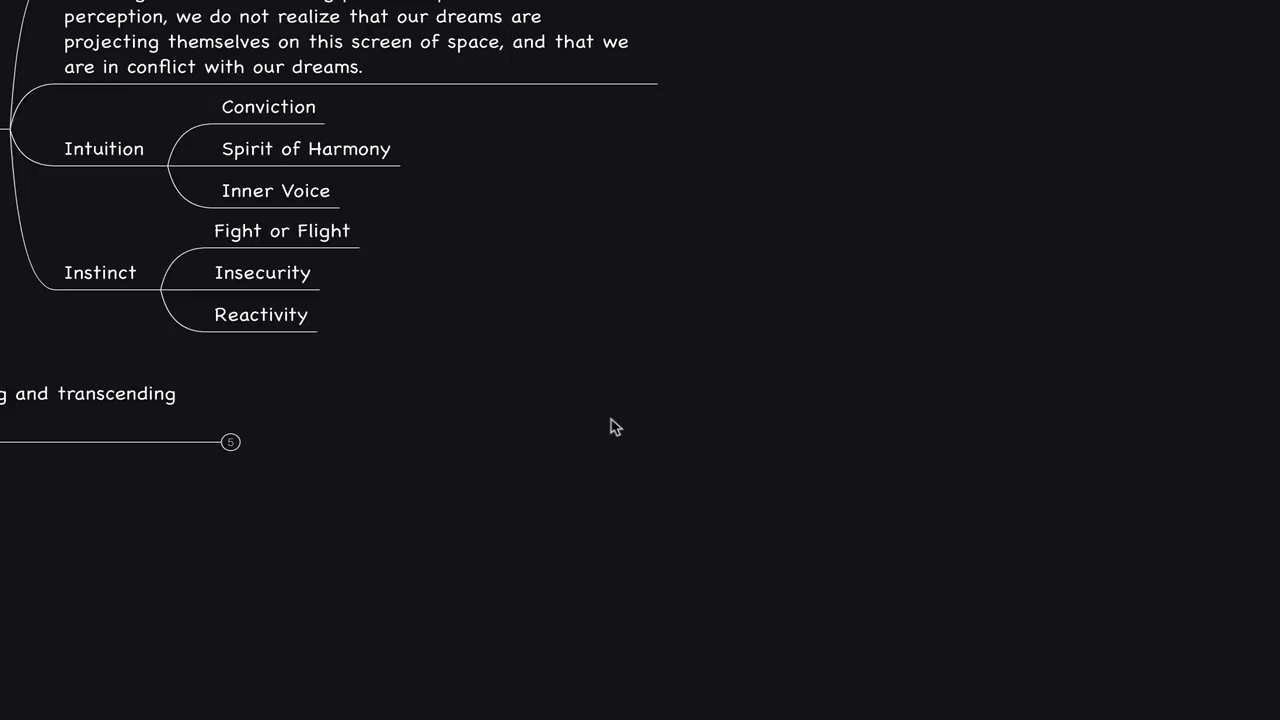 perception, we do not realize that our dreams are
projecting themselves on this screen of space, and that we
are in conflict with our dreams.
Conviction
Intuition
Spirit of Harmony
Inner Voice
Fight or Flight
Instinct
Insecurity
Reactivity
and transcending
5